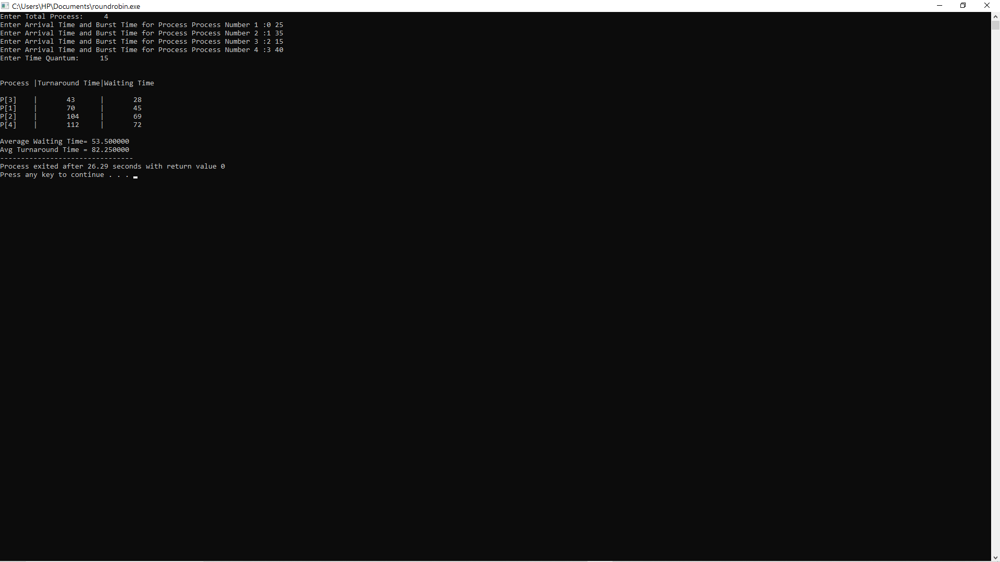 C:\Users\HP\Documents\roundrobin.exe
Enter Total Process:     4
Enter Arrival Time and Burst Time for Process Process Number 1 :0 25
Enter Arrival Time and Burst Time for Process Process Number 2 :1 35
Enter Arrival Time and Burst Time for Process Process Number 3 :2 15
Enter Arrival Time and Burst Time for Process Process Number 4 :3 40
Enter Time Quantum:     15
Process |Turnaround Time|Waiting Time
P[3]    |       43      |       28
P[1]    |       70      |       45
P[2]    |       104     |       69
P[4]    |       112     |       72
Average Waiting Time= 53.500000
Avg Turnaround Time = 82.250000
--------------------------------
Process exited after 26.29 seconds with return value 0
Press any key to continue . . .